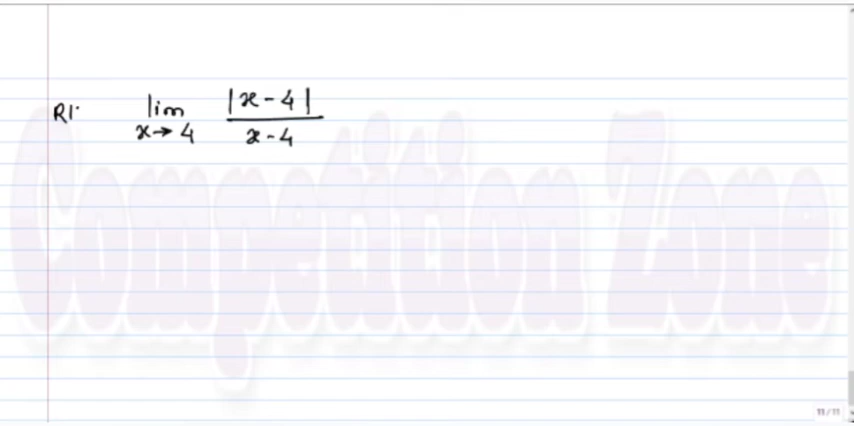 R1. lim x→4 |x-4| / x-4
Competition Zone
11/11